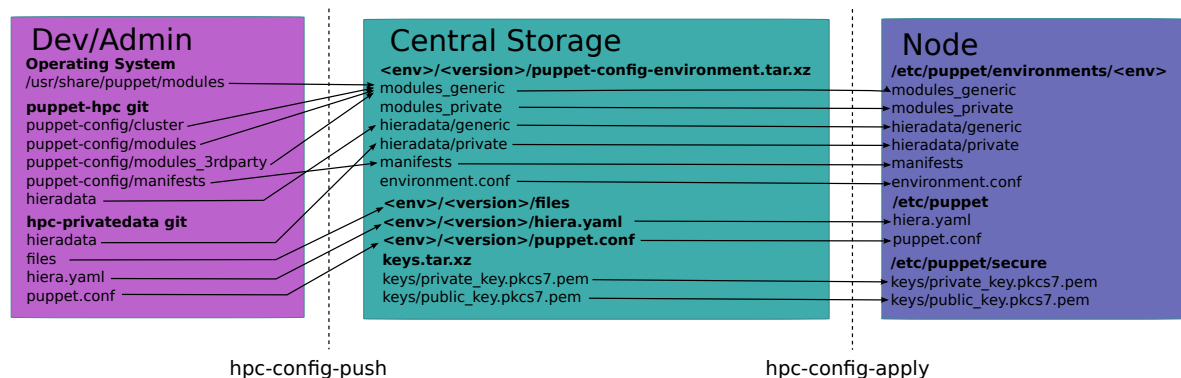 Dev/Admin
Operating System
/usr/share/puppet/modules
puppet-hpc git
puppet-config/cluster
puppet-config/modules
puppet-config/modules_3rdparty
puppet-config/manifests
hieradata
hpc-privatedata git
hieradata
files
hiera.yaml
puppet.conf
Central Storage
<env>/<version>/puppet-config-environment.tar.xz
modules_generic
modules_private
hieradata/generic
hieradata/private
manifests
environment.conf
<env>/<version>/files
<env>/<version>/hiera.yaml
<env>/<version>/puppet.conf
keys.tar.xz
keys/private_key.pkcs7.pem
keys/public_key.pkcs7.pem
Node
/etc/puppet/environments/<env>
modules_generic
modules_private
hieradata/generic
hieradata/private
manifests
environment.conf
/etc/puppet
hiera.yaml
puppet.conf
/etc/puppet/secure
keys/private_key.pkcs7.pem
keys/public_key.pkcs7.pem
hpc-config-push
hpc-config-apply